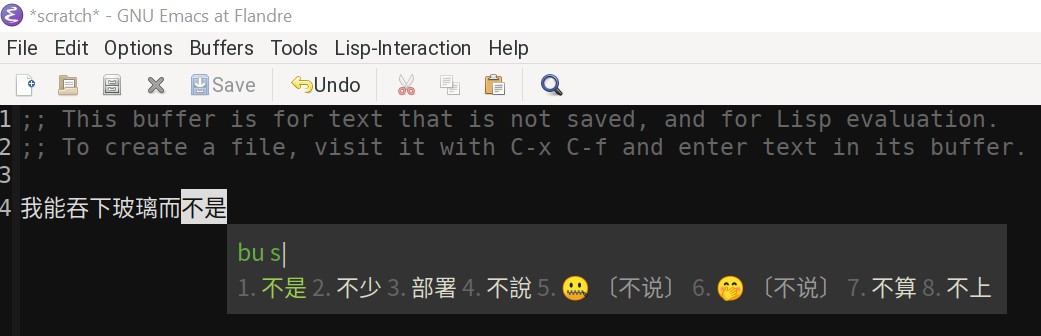 *scratch* - GNU Emacs at Flandre
File Edit Options Buffers Tools Lisp-Interaction Help
Save Undo
1 ;; This buffer is for text that is not saved, and for Lisp evaluation.
2 ;; To create a file, visit it with C-x C-f and enter text in its buffer.
3
4 我能吞下玻璃而不是
bu s
1. 不是 2. 不少 3. 部署 4. 不說 5. 🤐 〔不说〕 6. 🤭 〔不说〕 7. 不算 8. 不上